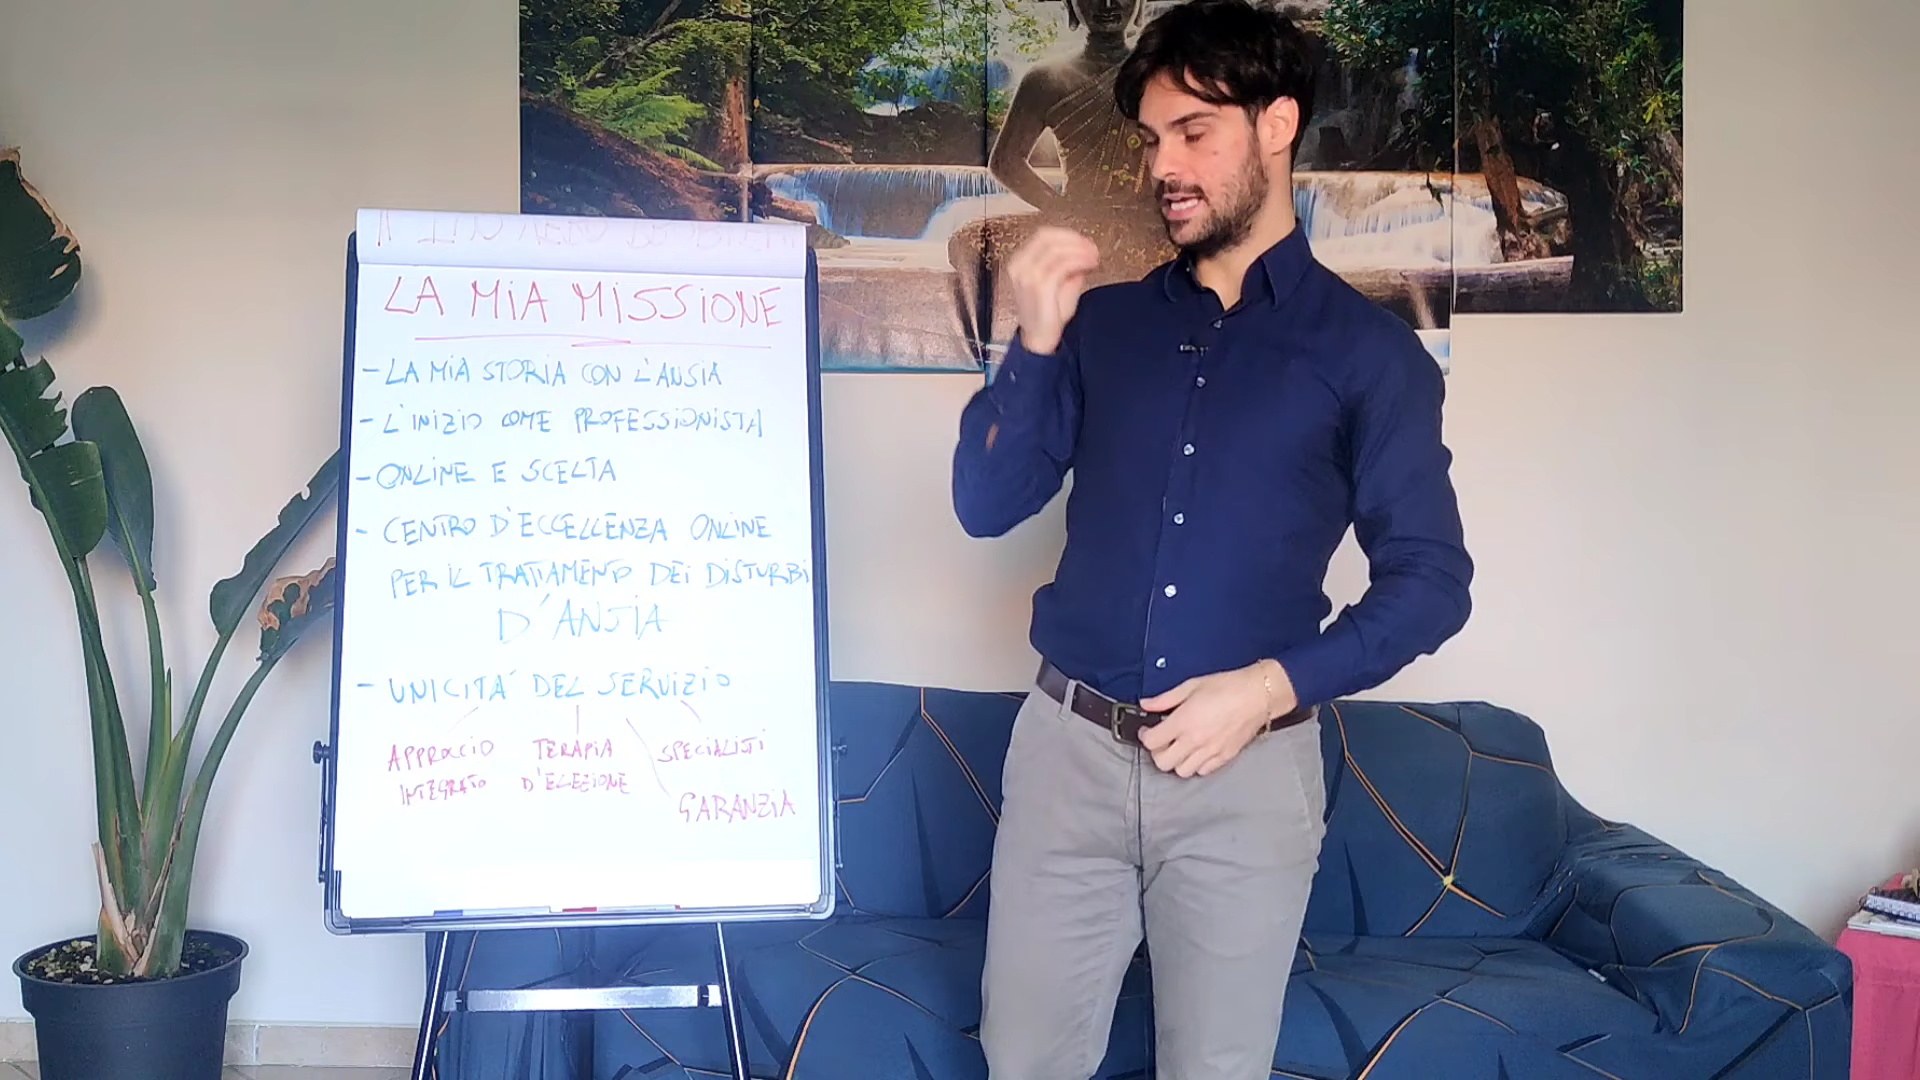 LA MIA MISSIONE
- LA MIA STORIA CON L'ANSIA
- L'INIZIO COME PROFESSIONISTA
- ONLINE E SCELTA
- CENTRO D'ECCELLENZA ONLINE
PER IL TRATTAMENTO DEI DISTURBI
D'ANSIA
- UNICITA' DEL SERVIZIO
APPROCCIO TERAPIA SPECIALISTI
INTEGRATO D'ELEZIONE
GARANZIA